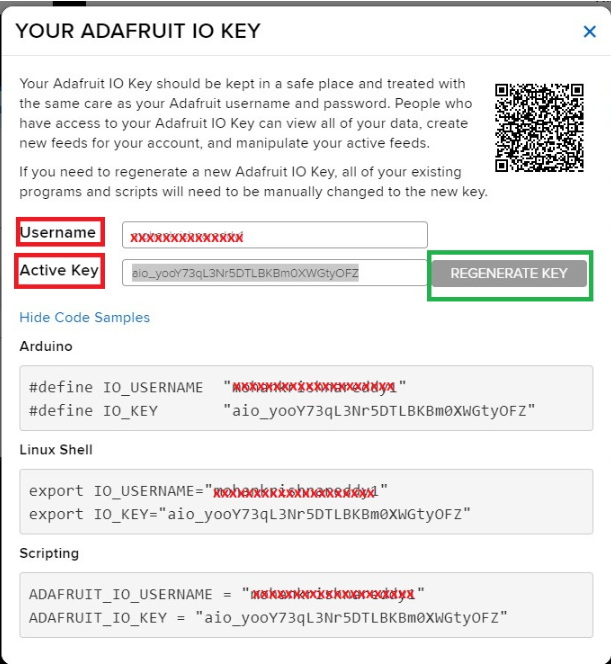 YOUR ADAFRUIT IO KEY
Your Adafruit IO Key should be kept in a safe place and treated with
the same care as your Adafruit username and password. People who
have access to your Adafruit IO Key can view all of your data, create
new feeds for your account, and manipulate your active feeds.
If you need to regenerate a new Adafruit IO Key, all of your existing
programs and scripts will need to be manually changed to the new key.
Username
Active Key aio_yooY73qL3Nr5DTLBKBm0XWGtyOFZ REGENERATE KEY
Hide Code Samples
Arduino
#define IO_USERNAME
#define IO_KEY "aio_yooY73qL3Nr5DTLBKBm0XWGtyOFZ"
Linux Shell
export IO_USERNAME=
export IO_KEY="aio_yooY73qL3Nr5DTLBKBm0XWGtyOFZ"
Scripting
ADAFRUIT_IO_USERNAME =
ADAFRUIT_IO_KEY = "aio_yooY73qL3Nr5DTLBKBm0XWGtyOFZ"